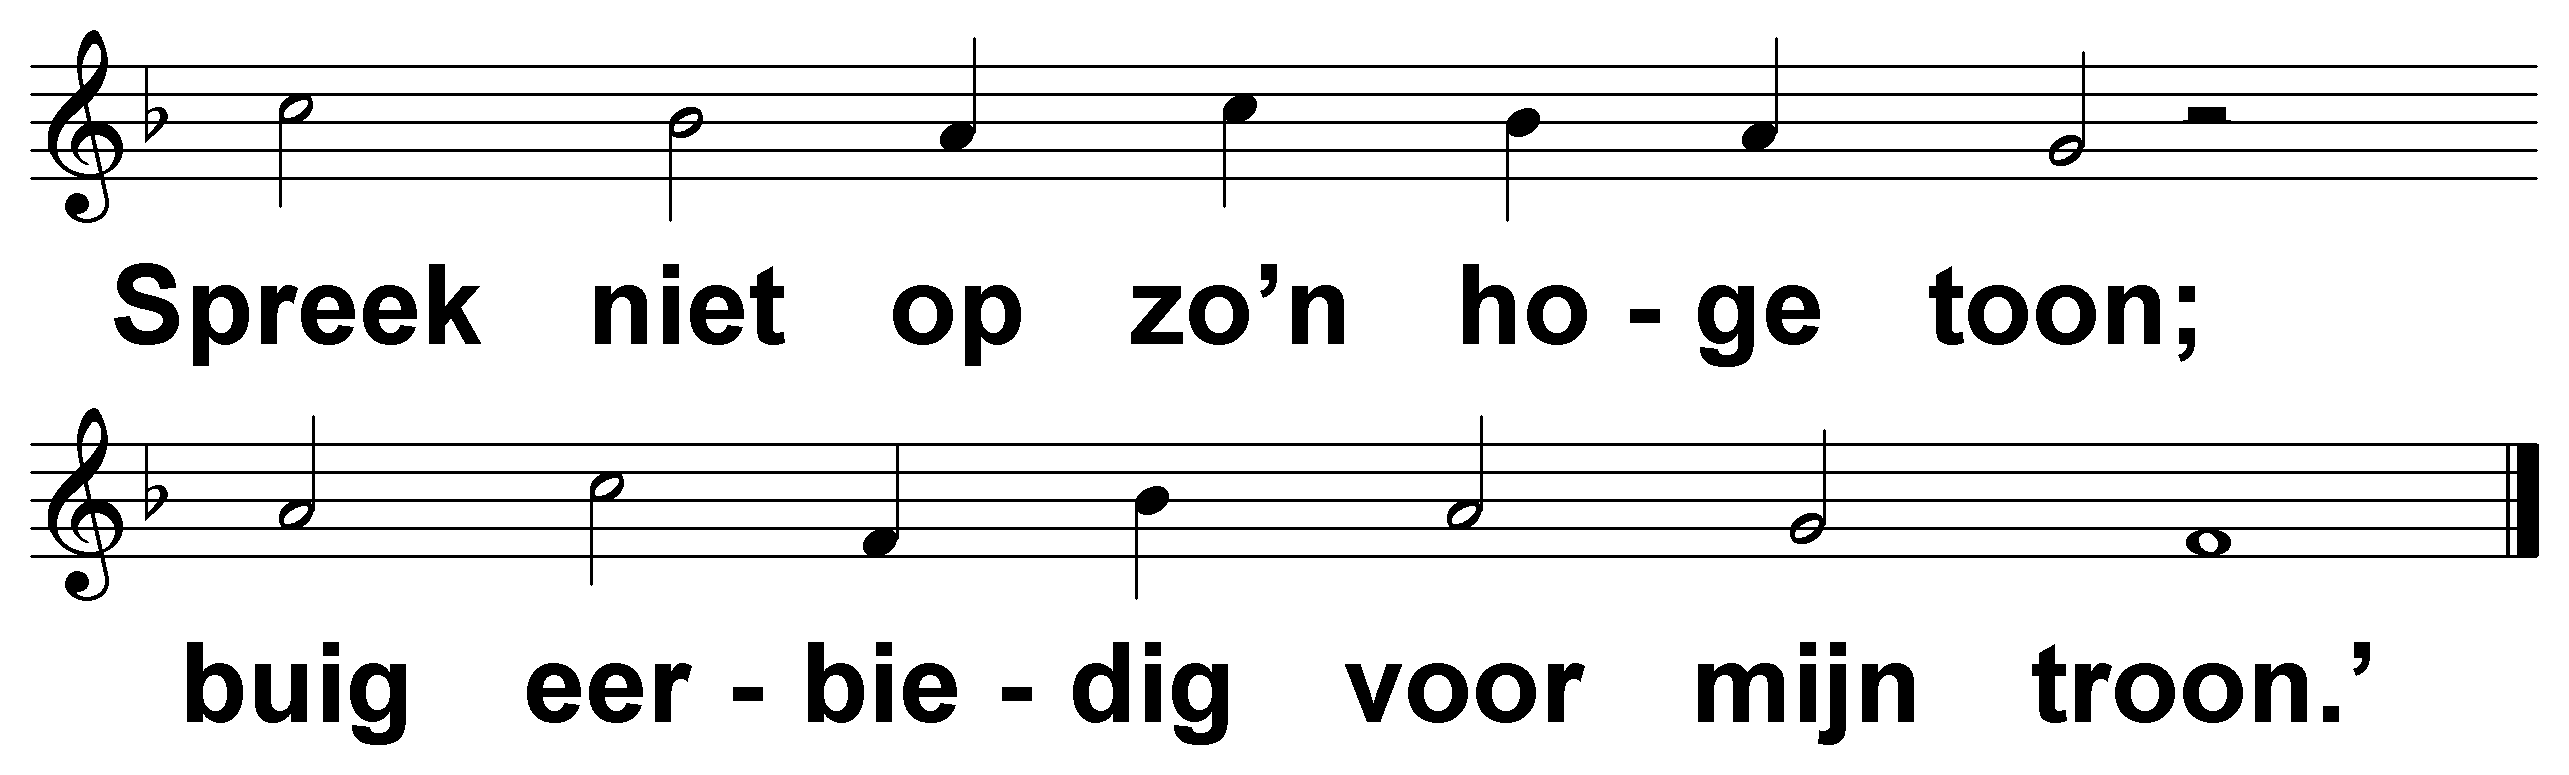 Spreek niet op zo’n ho - ge toon;
buig eer - bie - dig voor mijn troon.’